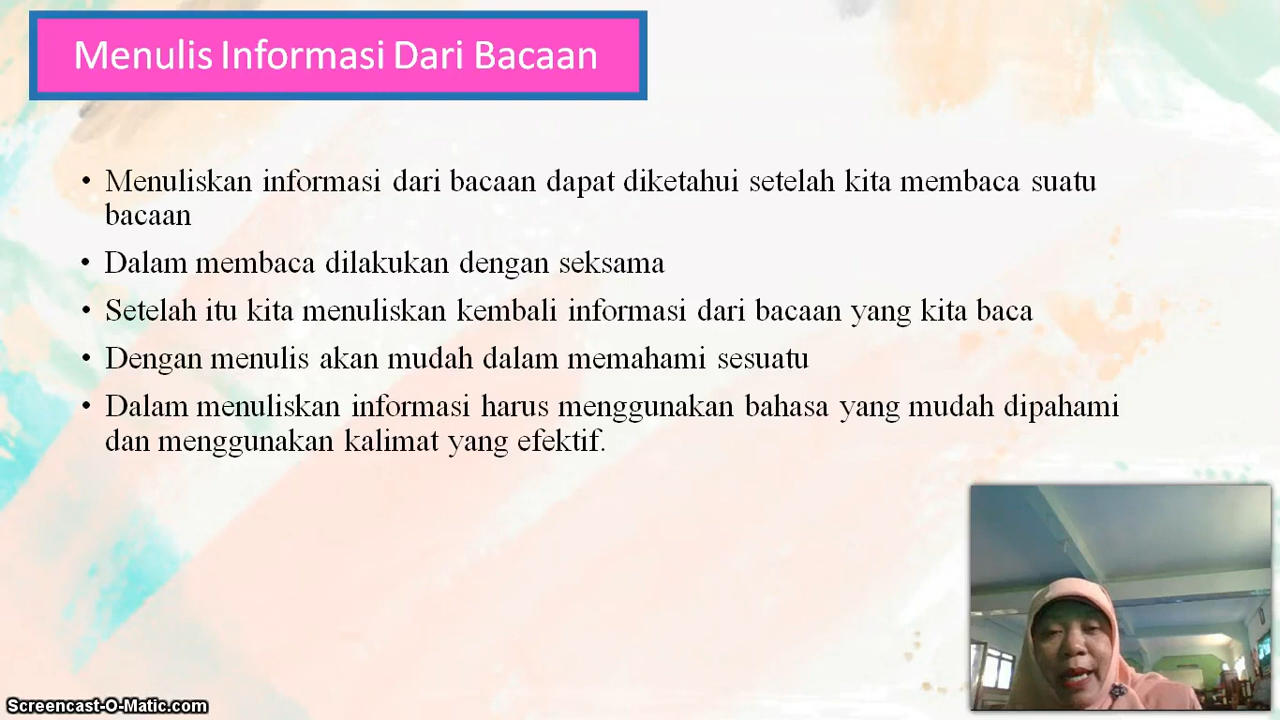 Menulis Informasi Dari Bacaan
• Menuliskan informasi dari bacaan dapat diketahui setelah kita membaca suatu
bacaan
• Dalam membaca dilakukan dengan seksama
• Setelah itu kita menuliskan kembali informasi dari bacaan yang kita baca
• Dengan menulis akan mudah dalam memahami sesuatu
• Dalam menuliskan informasi harus menggunakan bahasa yang mudah dipahami
dan menggunakan kalimat yang efektif.
Screencast-O-Matic.com